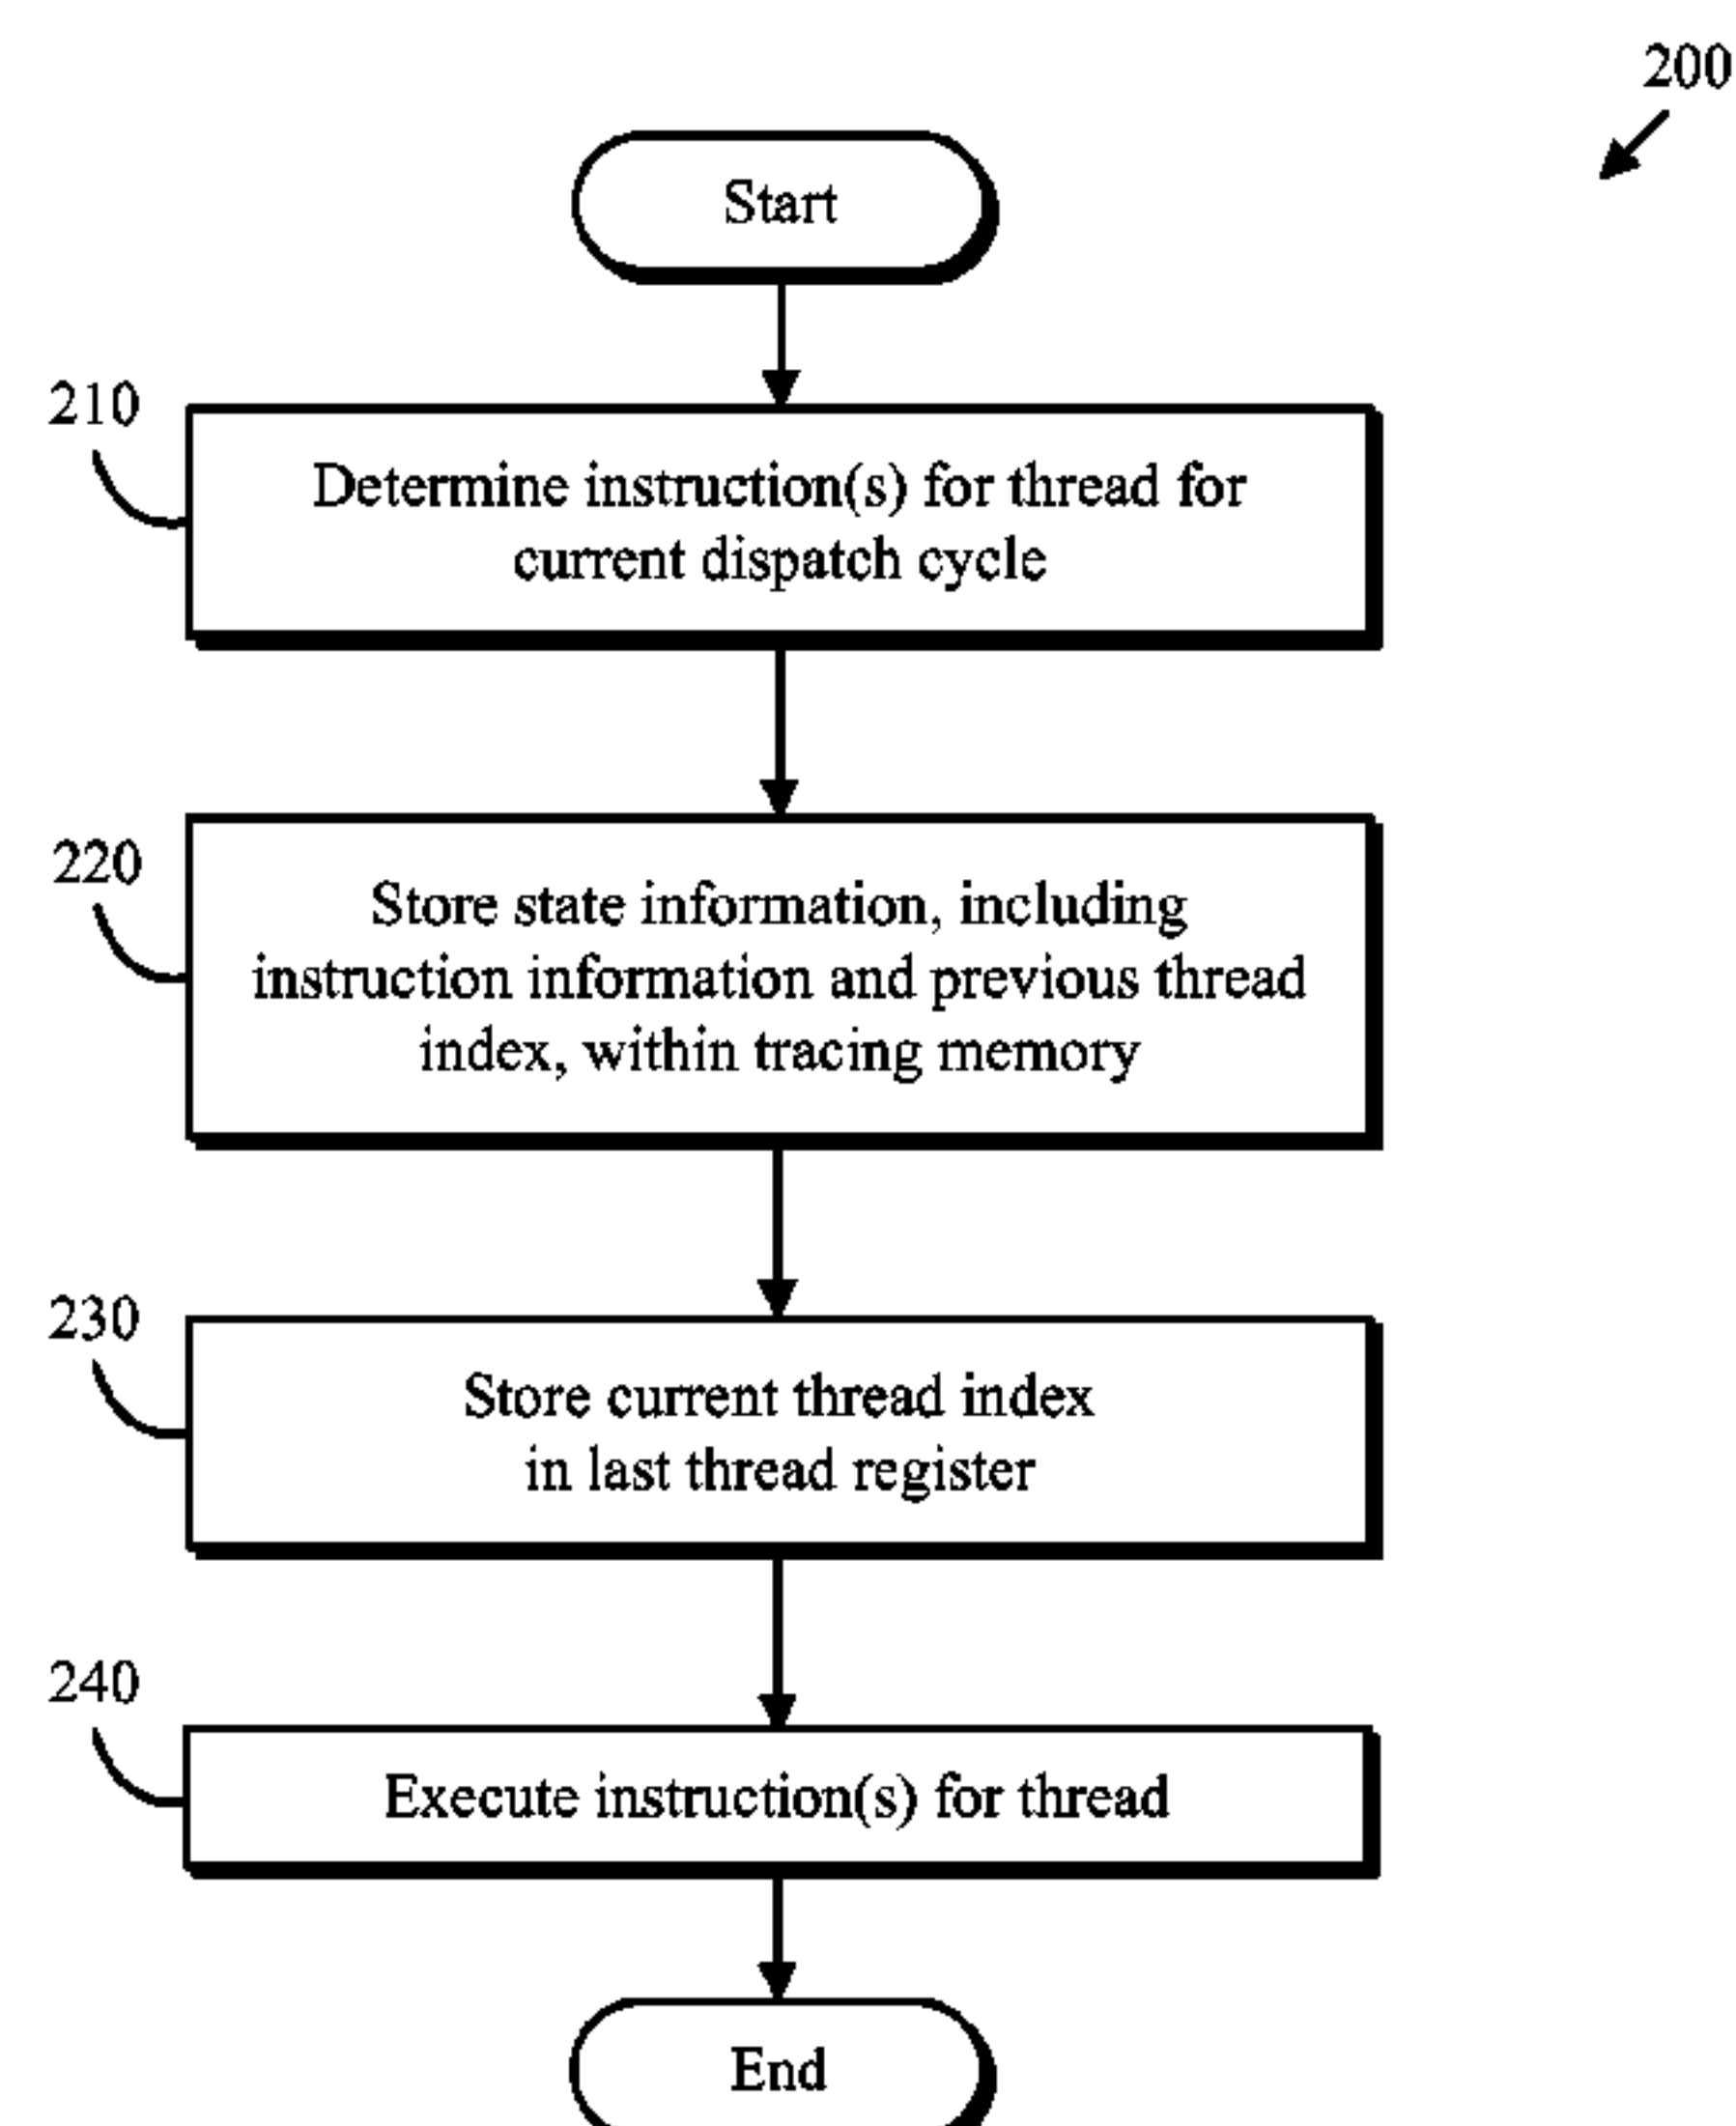 200
Start
210
Determine instruction(s) for thread for
current dispatch cycle
220
Store state information, including
instruction information and previous thread
index, within tracing memory
230
Store current thread index
in last thread register
240
Execute instruction(s) for thread
End